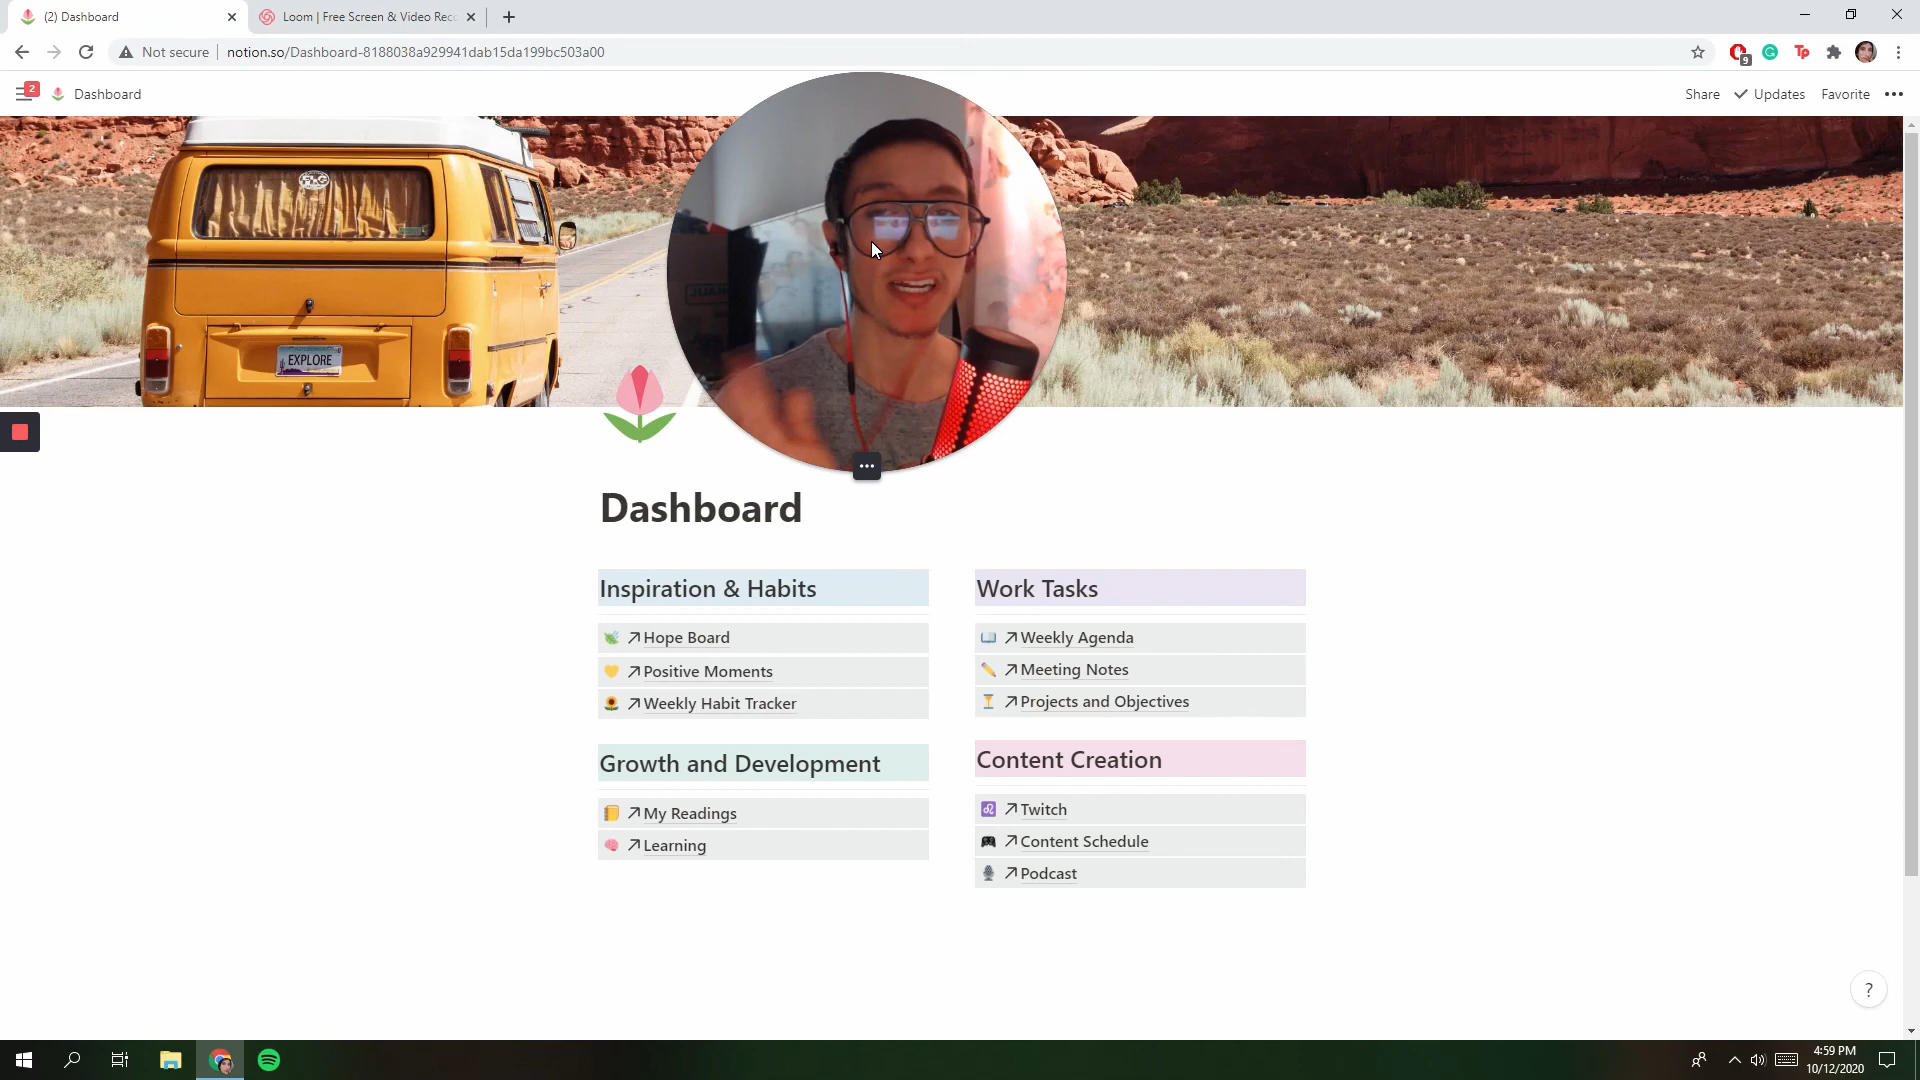 (2) Dashboard
Loom | Free Screen & Video Rec
Not secure
notion.so/Dashboard-8188038a929941dab15da199bc503a00
9
2
Dashboard
Share
Updates
Favorite
EXPLORE
Dashboard
Inspiration & Habits
Hope Board
Positive Moments
Weekly Habit Tracker
Growth and Development
My Readings
Learning
Work Tasks
Weekly Agenda
Meeting Notes
Projects and Objectives
Content Creation
Twitch
Content Schedule
Podcast
?
4:59 PM
10/12/2020